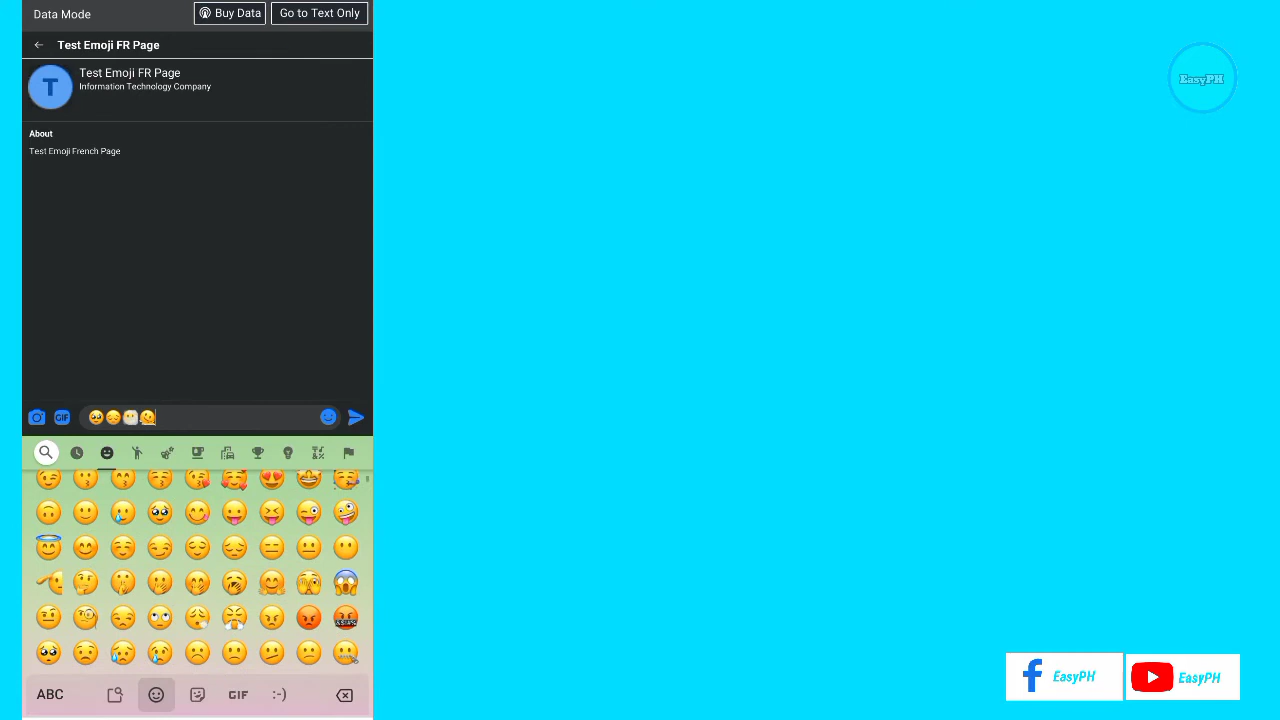 Data Mode
Buy Data
Go to Text Only
Test Emoji FR Page
T
Test Emoji FR Page
Information Technology Company
About
Test Emoji French Page
GIF
ABC
GIF
:-)
EasyPH
EasyPH
EasyPH